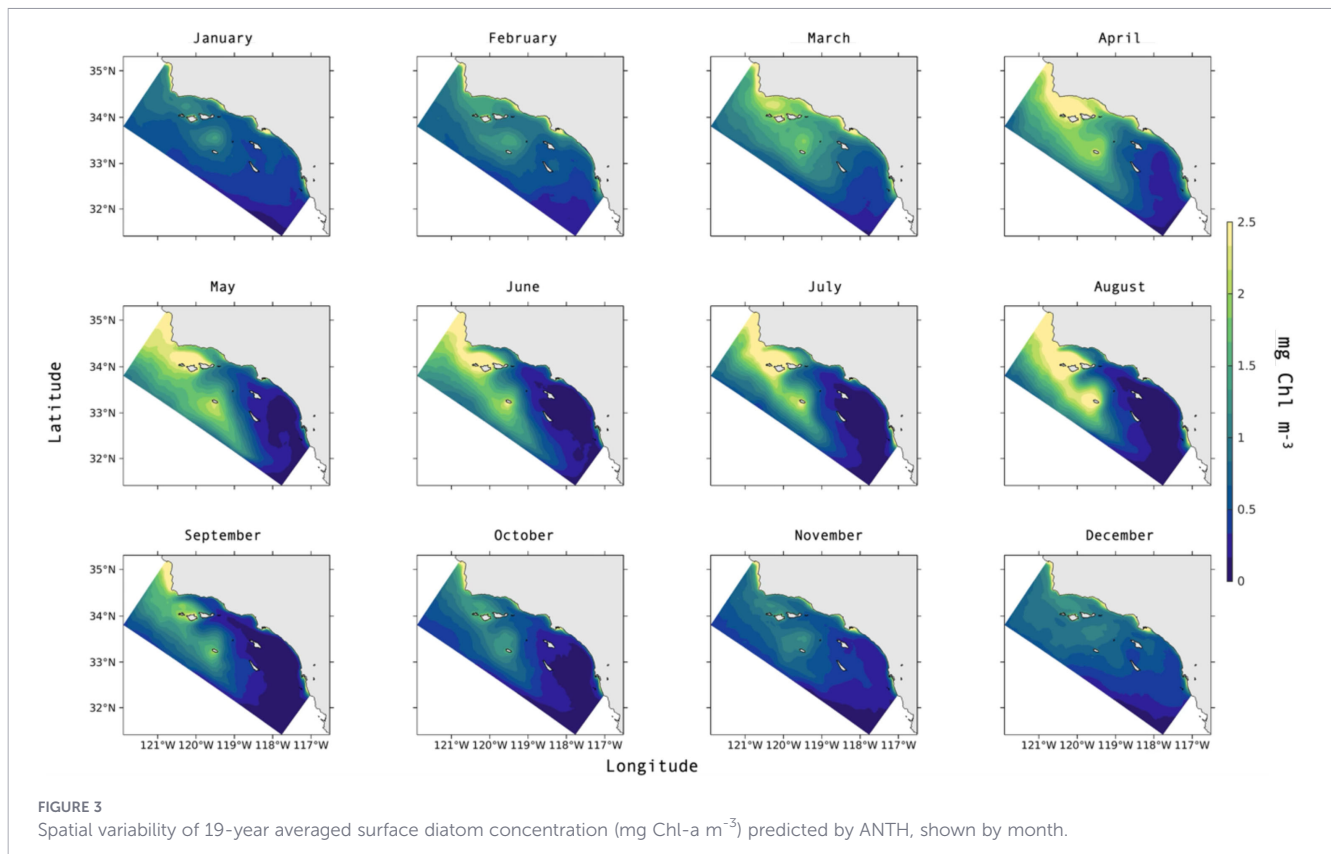 January
February
March
April
35°N
34°N
33°N
32°N
May
June
July
August
35°N
34°N
33°N
32°N
September
October
November
December
35°N
34°N
33°N
32°N
121°W 120°W 119°W 118°W 117°W
121°W 120°W 119°W 118°W 117°W
121°W 120°W 119°W 118°W 117°W
121°W 120°W 119°W 118°W 117°W
Latitude
Longitude
2.5
2
1.5
1
0.5
0
mg Chl m⁻³
FIGURE 3
Spatial variability of 19-year averaged surface diatom concentration (mg Chl-a m⁻³) predicted by ANTH, shown by month.